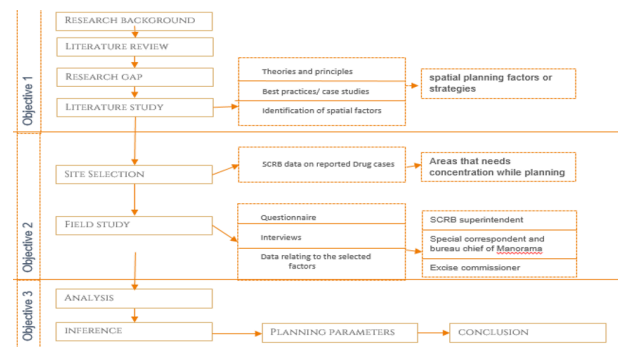 Objective 1
RESEARCH BACKGROUND
LITERATURE REVIEW
RESEARCH GAP
LITERATURE STUDY
Theories and principles
Best practices/ case studies
Identification of spatial factors
spatial planning factors or
strategies
Objective 2
SITE SELECTION
SCRB data on reported Drug cases
Areas that needs
concentration while planning
FIELD STUDY
Questionnaire
Interviews
Data relating to the selected
factors
SCRB superintendent
Special correspondent and
bureau chief of Manorama
Excise commissioner
Objective 3
ANALYSIS
INFERENCE
PLANNING PARAMETERS
CONCLUSION